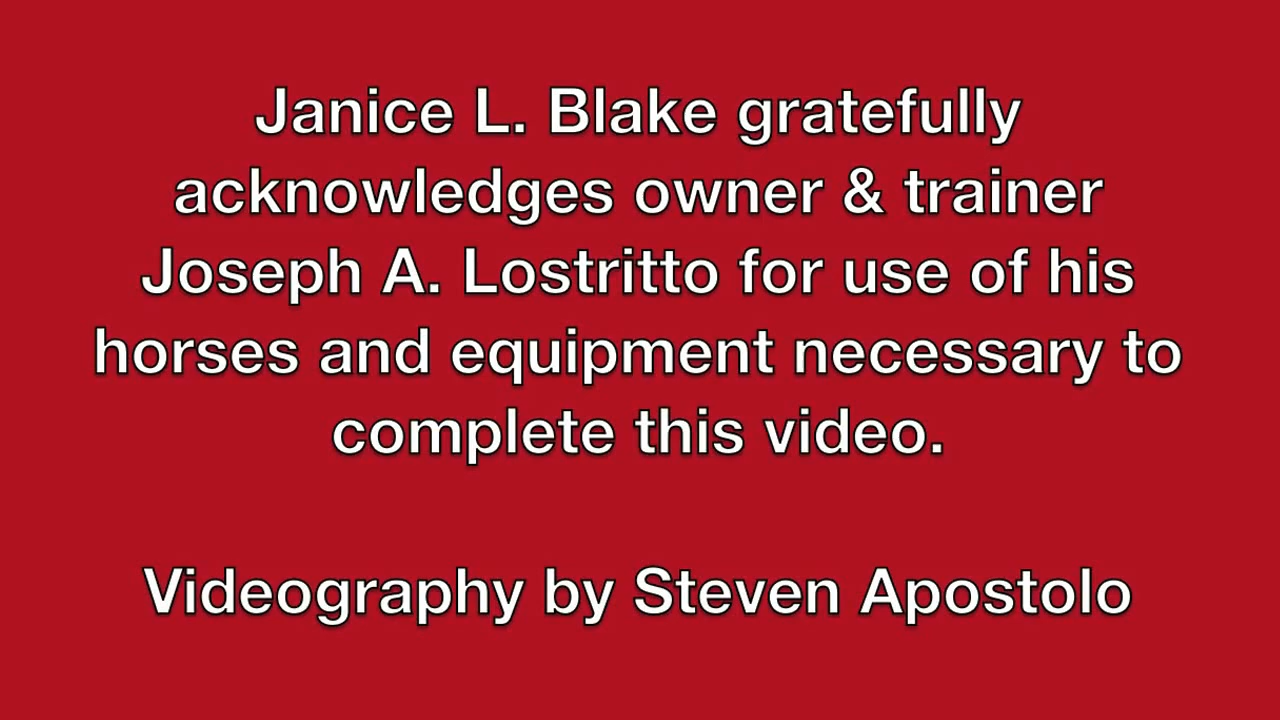 Janice L. Blake gratefully
acknowledges owner & trainer
Joseph A. Lostritto for use of his
horses and equipment necessary to
complete this video.
Videography by Steven Apostolo